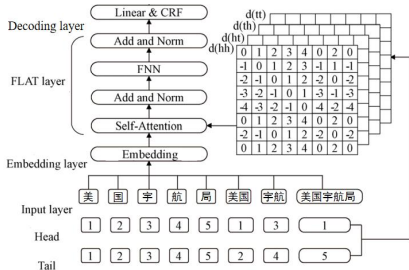 Linear & CRF
Decoding layer
Add and Norm
FNN
FLAT layer
Add and Norm
Self-Attention
Embedding
Embedding layer
d(tt)
d(th)
d(ht)
d(hh)
0 1 2 3 4 0 2 0
-1 0 1 2 3 -1 1 -1
-2 -1 0 1 2 -2 0 -2
-3 -2 -1 0 1 -3 -1 -3
-4 -3 -2 -1 0 -4 -2 -4
0 1 2 3 4 0 2 0
-2 -1 0 1 2 -2 0 -2
0 1 2 3 4 0 2 0
美 国 宇 航 局 美国 宇航 美国宇航局
Input layer
Head 1 2 3 4 5 1 3 1
Tail 1 2 3 4 5 2 4 5